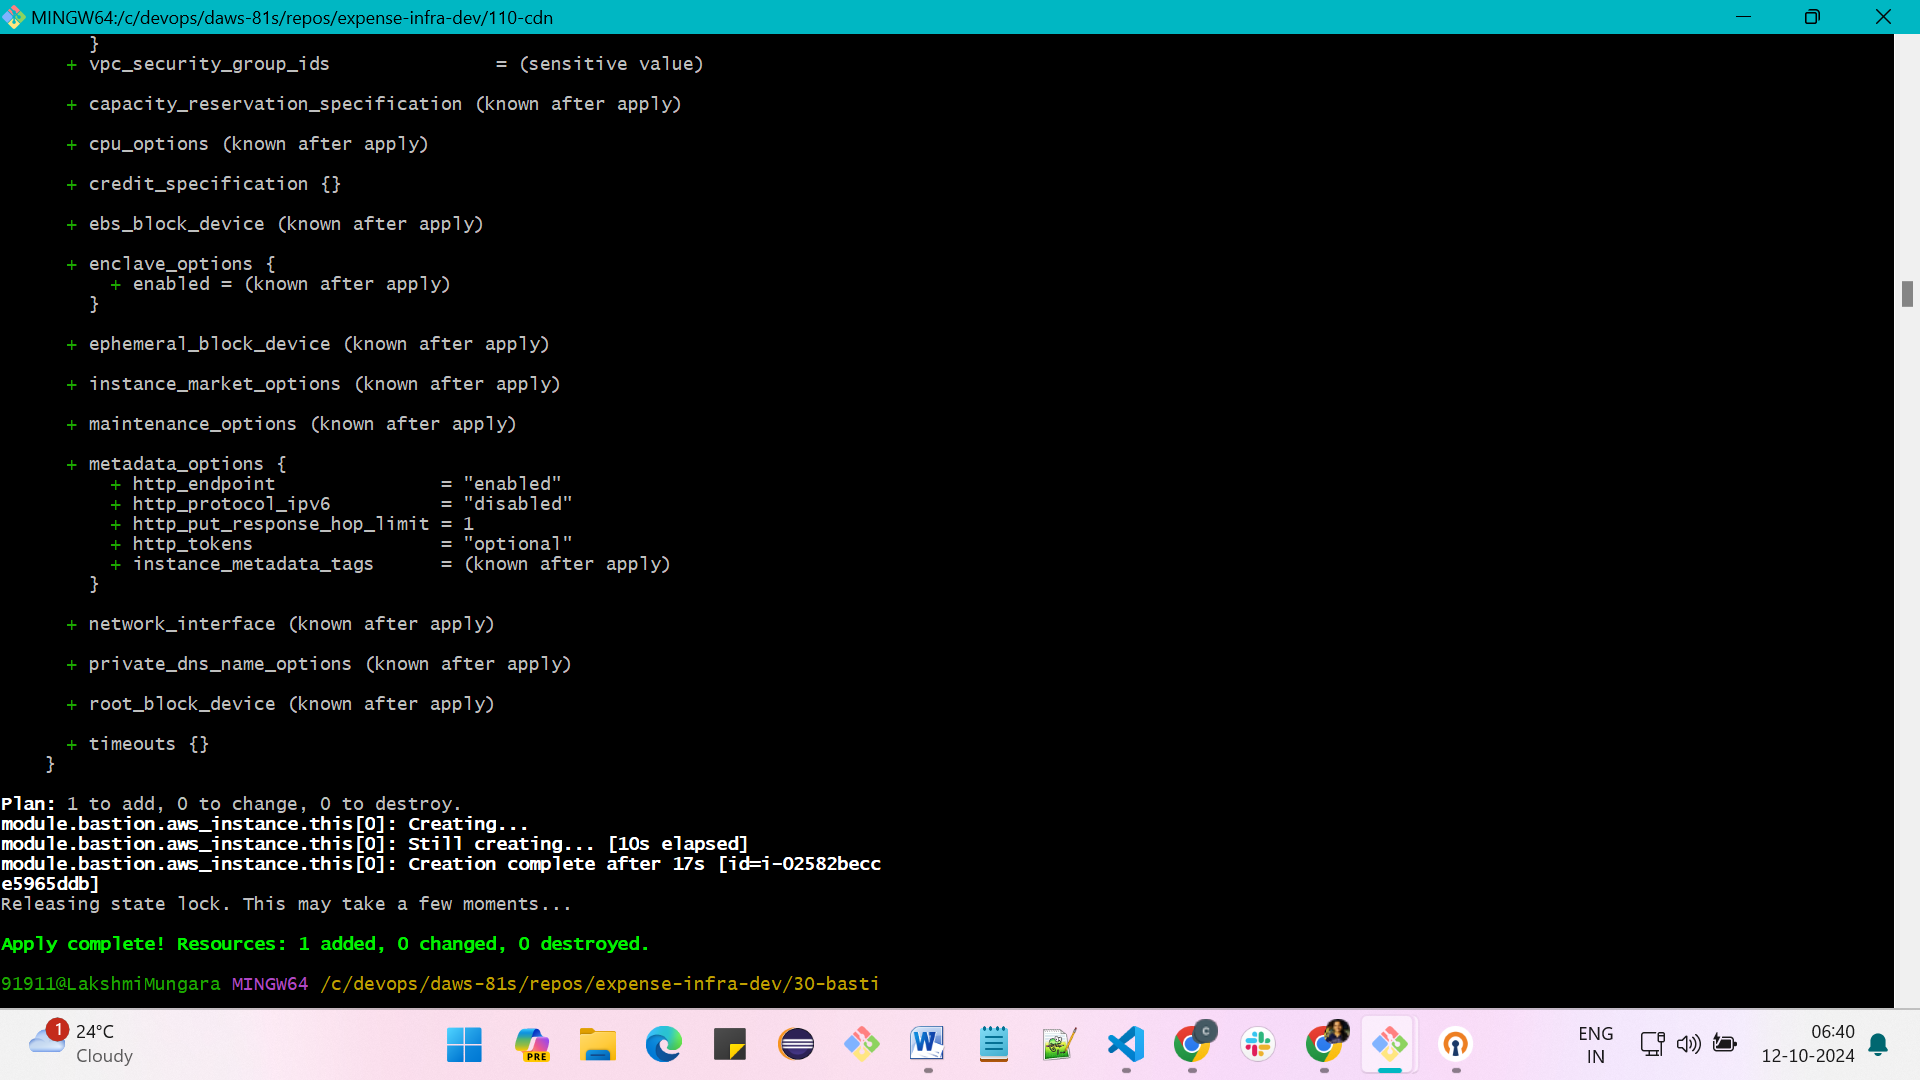 MINGW64:/c/devops/daws-81s/repos/expense-infra-dev/110-cdn
}
+ vpc_security_group_ids = (sensitive value)
+ capacity_reservation_specification (known after apply)
+ cpu_options (known after apply)
+ credit_specification {}
+ ebs_block_device (known after apply)
+ enclave_options {
+ enabled = (known after apply)
}
+ ephemeral_block_device (known after apply)
+ instance_market_options (known after apply)
+ maintenance_options (known after apply)
+ metadata_options {
+ http_endpoint = "enabled"
+ http_protocol_ipv6 = "disabled"
+ http_put_response_hop_limit = 1
+ http_tokens = "optional"
+ instance_metadata_tags = (known after apply)
}
+ network_interface (known after apply)
+ private_dns_name_options (known after apply)
+ root_block_device (known after apply)
+ timeouts {}
}
Plan: 1 to add, 0 to change, 0 to destroy.
module.bastion.aws_instance.this[0]: Creating...
module.bastion.aws_instance.this[0]: Still creating... [10s elapsed]
module.bastion.aws_instance.this[0]: Creation complete after 17s [id=i-02582becc
e5965ddb]
Releasing state lock. This may take a few moments...
Apply complete! Resources: 1 added, 0 changed, 0 destroyed.
91911@LakshmiMungara MINGW64 /c/devops/daws-81s/repos/expense-infra-dev/30-basti
1
24°C
Cloudy
PRE
W
C
ENG
IN
06:40
12-10-2024